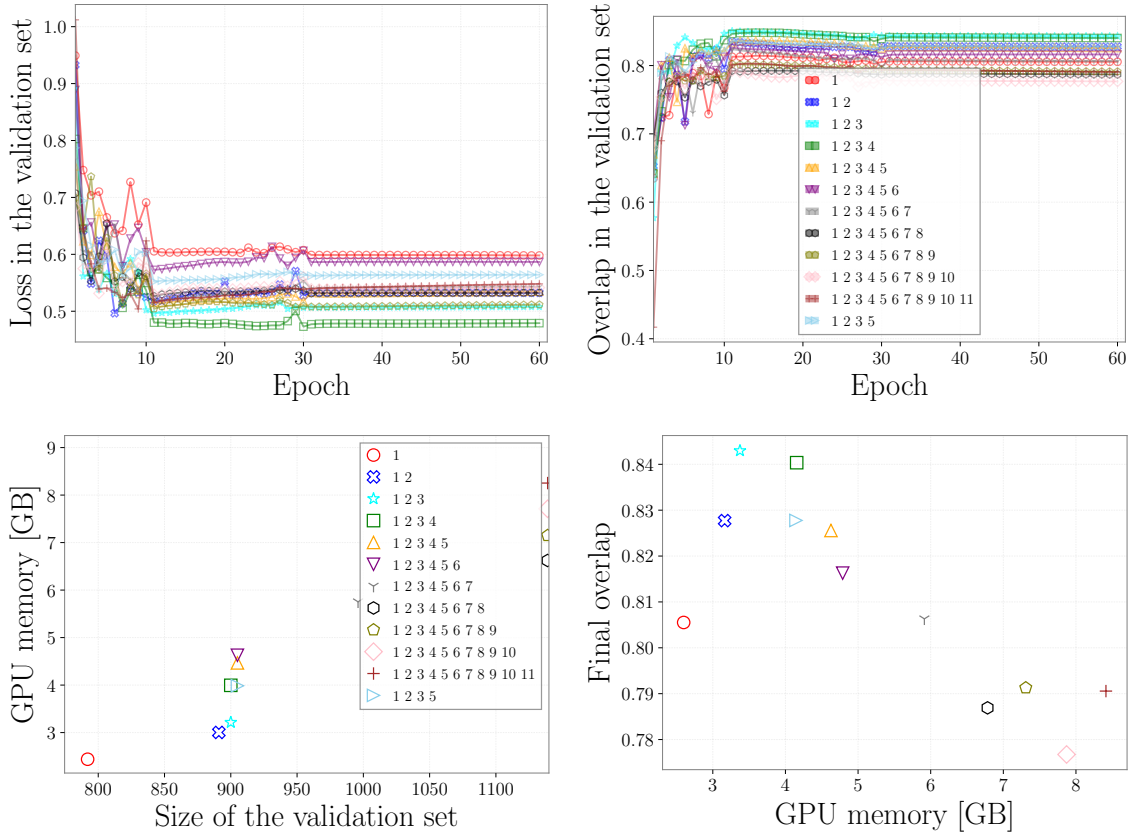 Loss in the validation set
1.0
0.9
0.8
0.7
0.6
0.5
10
20
30
40
50
60
Epoch
Overlap in the validation set
0.8
0.7
0.6
0.5
0.4
10
20
30
40
50
60
Epoch
1
1 2
1 2 3
1 2 3 4
1 2 3 4 5
1 2 3 4 5 6
1 2 3 4 5 6 7
1 2 3 4 5 6 7 8
1 2 3 4 5 6 7 8 9
1 2 3 4 5 6 7 8 9 10
1 2 3 4 5 6 7 8 9 10 11
1 2 3 5
GPU memory [GB]
9
8
7
6
5
4
3
800
850
900
950
1000
1050
1100
Size of the validation set
1
1 2
1 2 3
1 2 3 4
1 2 3 4 5
1 2 3 4 5 6
1 2 3 4 5 6 7
1 2 3 4 5 6 7 8
1 2 3 4 5 6 7 8 9
1 2 3 4 5 6 7 8 9 10
1 2 3 4 5 6 7 8 9 10 11
1 2 3 5
Final overlap
0.84
0.83
0.82
0.81
0.80
0.79
0.78
3
4
5
6
7
8
GPU memory [GB]